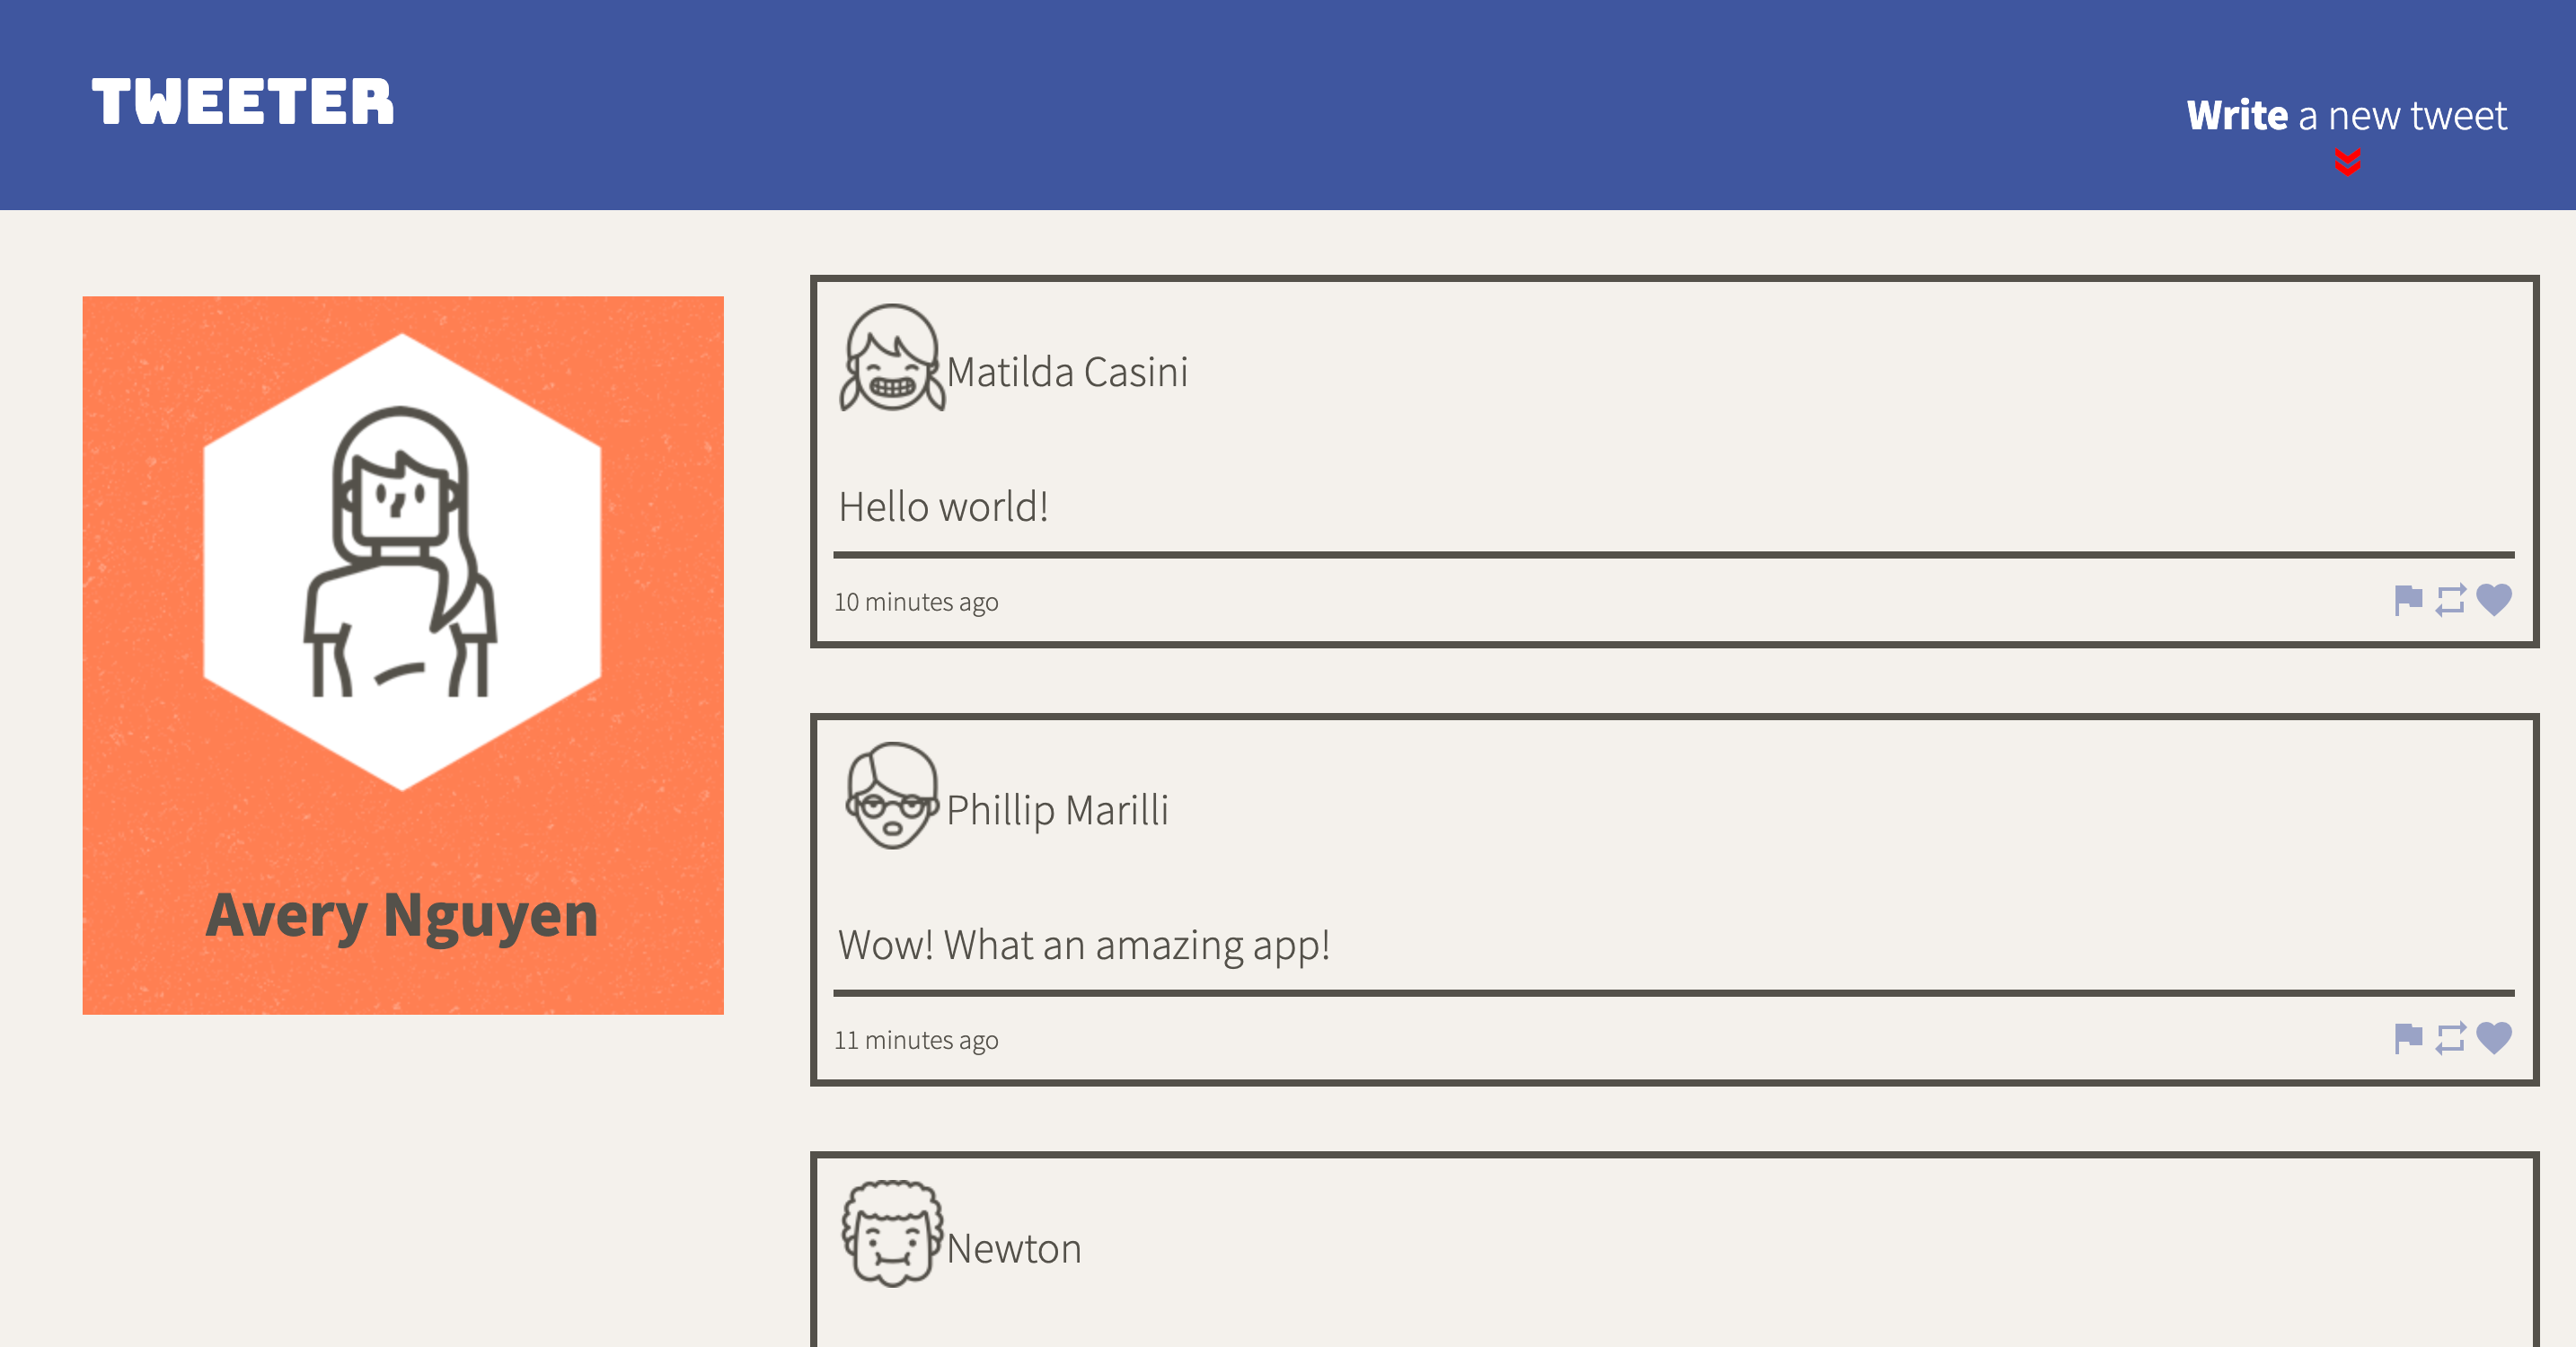 TWEETER
Write a new tweet
Avery Nguyen
Matilda Casini
Hello world!
10 minutes ago
Phillip Marilli
Wow! What an amazing app!
11 minutes ago
Newton